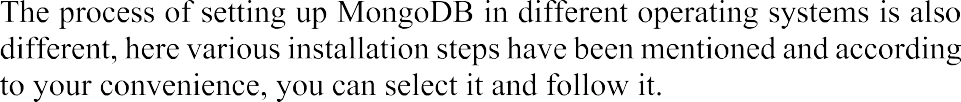 The process of setting up MongoDB in different operating systems is also
different, here various installation steps have been mentioned and according
to your convenience, you can select it and follow it.